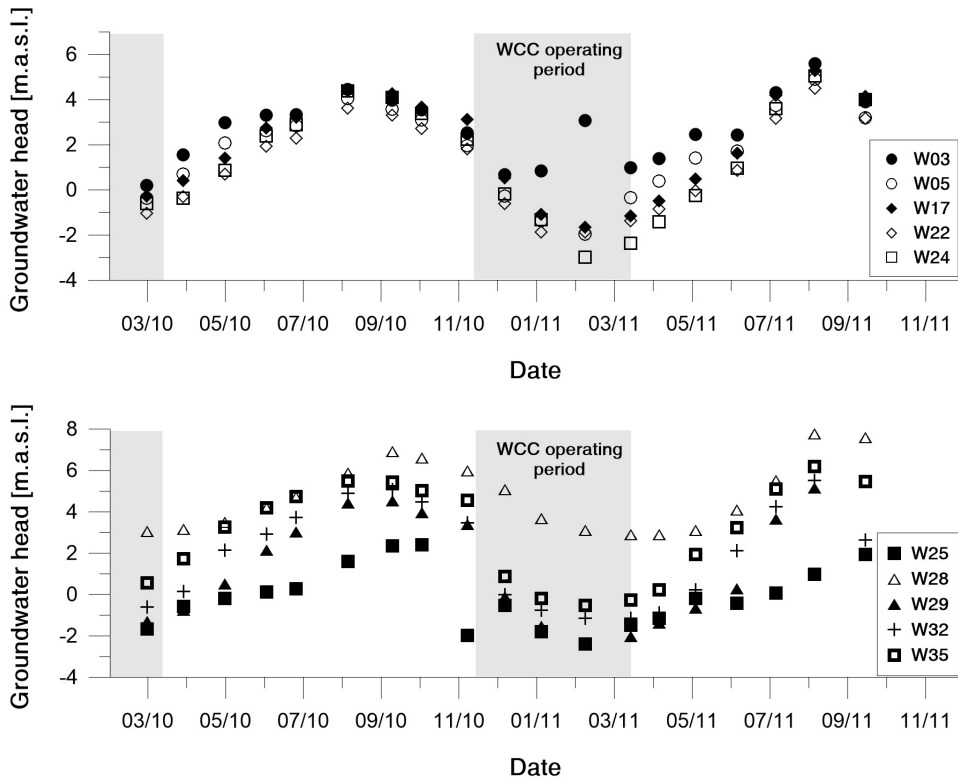 Groundwater head [m.a.s.l.]
6
4
2
0
-2
-4
WCC operating
period
W03
W05
W17
W22
W24
03/10 05/10 07/10 09/10 11/10 01/11 03/11 05/11 07/11 09/11 11/11
Date
Groundwater head [m.a.s.l.]
8
6
4
2
0
-2
-4
WCC operating
period
W25
W28
W29
W32
W35
03/10 05/10 07/10 09/10 11/10 01/11 03/11 05/11 07/11 09/11 11/11
Date